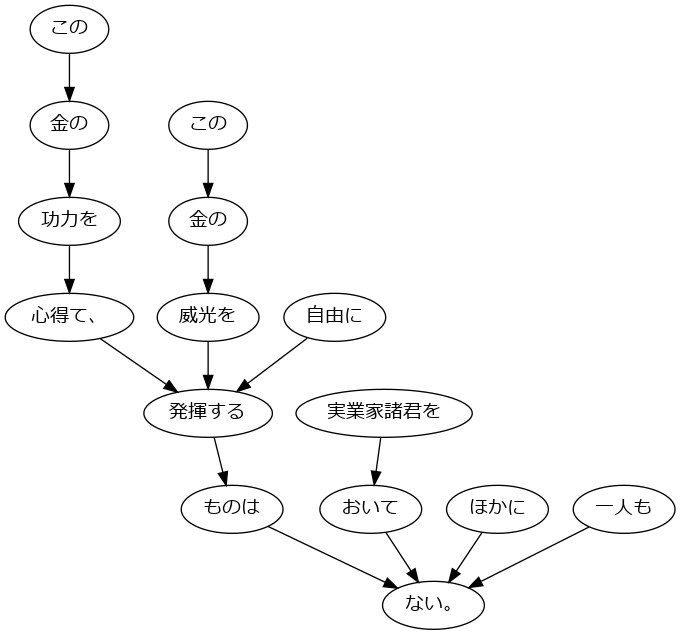 この
金の
この
功力を
金の
心得て、
威光を
自由に
発揮する
実業家諸君を
ものは
おいて
ほかに
一人も
ない。